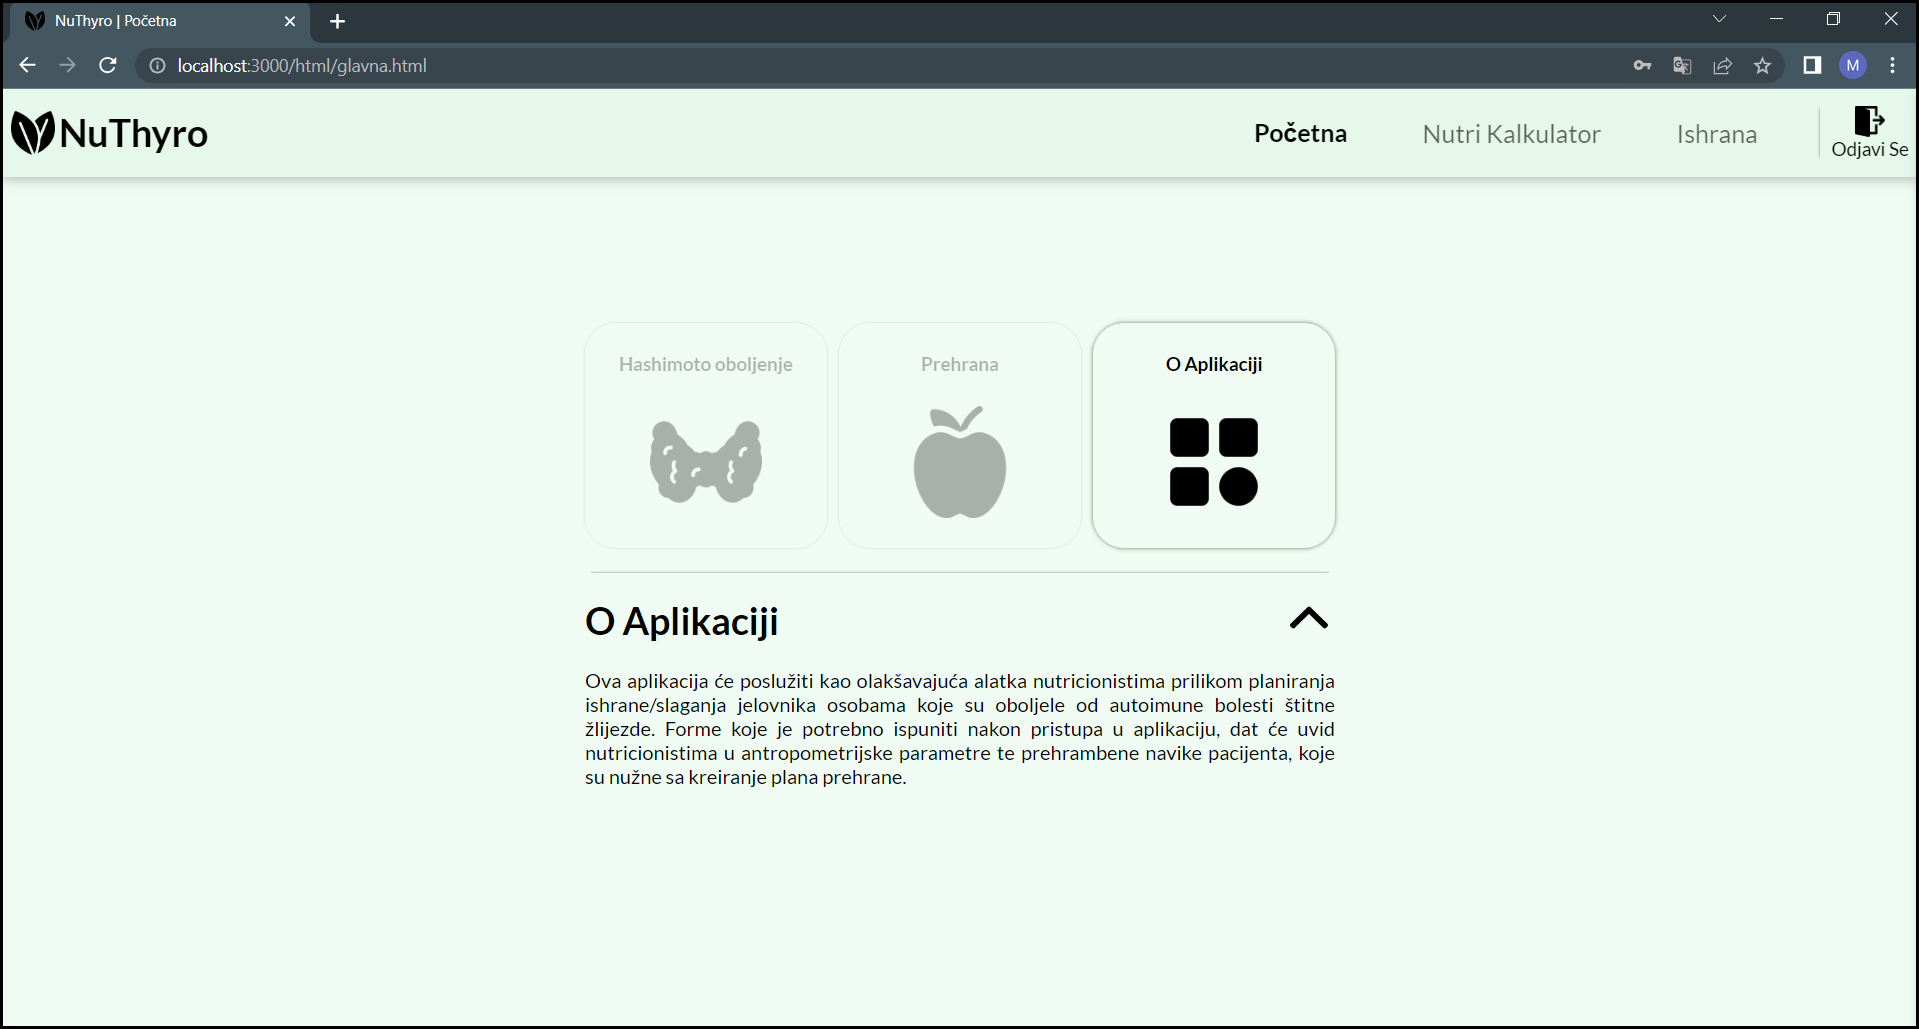 NuThyro | Početna
localhost:3000/html/glavna.html
M
NuThyro
Početna
Nutri Kalkulator
Ishrana
Odjavi Se
Hashimoto oboljenje
Prehrana
O Aplikaciji
O Aplikaciji
Ova aplikacija će poslužiti kao olakšavajuća alatka nutricionistima prilikom planiranja
ishrane/slaganja jelovnika osobama koje su oboljele od autoimune bolesti štitne
žlijezde. Forme koje je potrebno ispuniti nakon pristupa u aplikaciju, dat će uvid
nutricionistima u antropometrijske parametre te prehrambene navike pacijenta, koje
su nužne sa kreiranje plana prehrane.